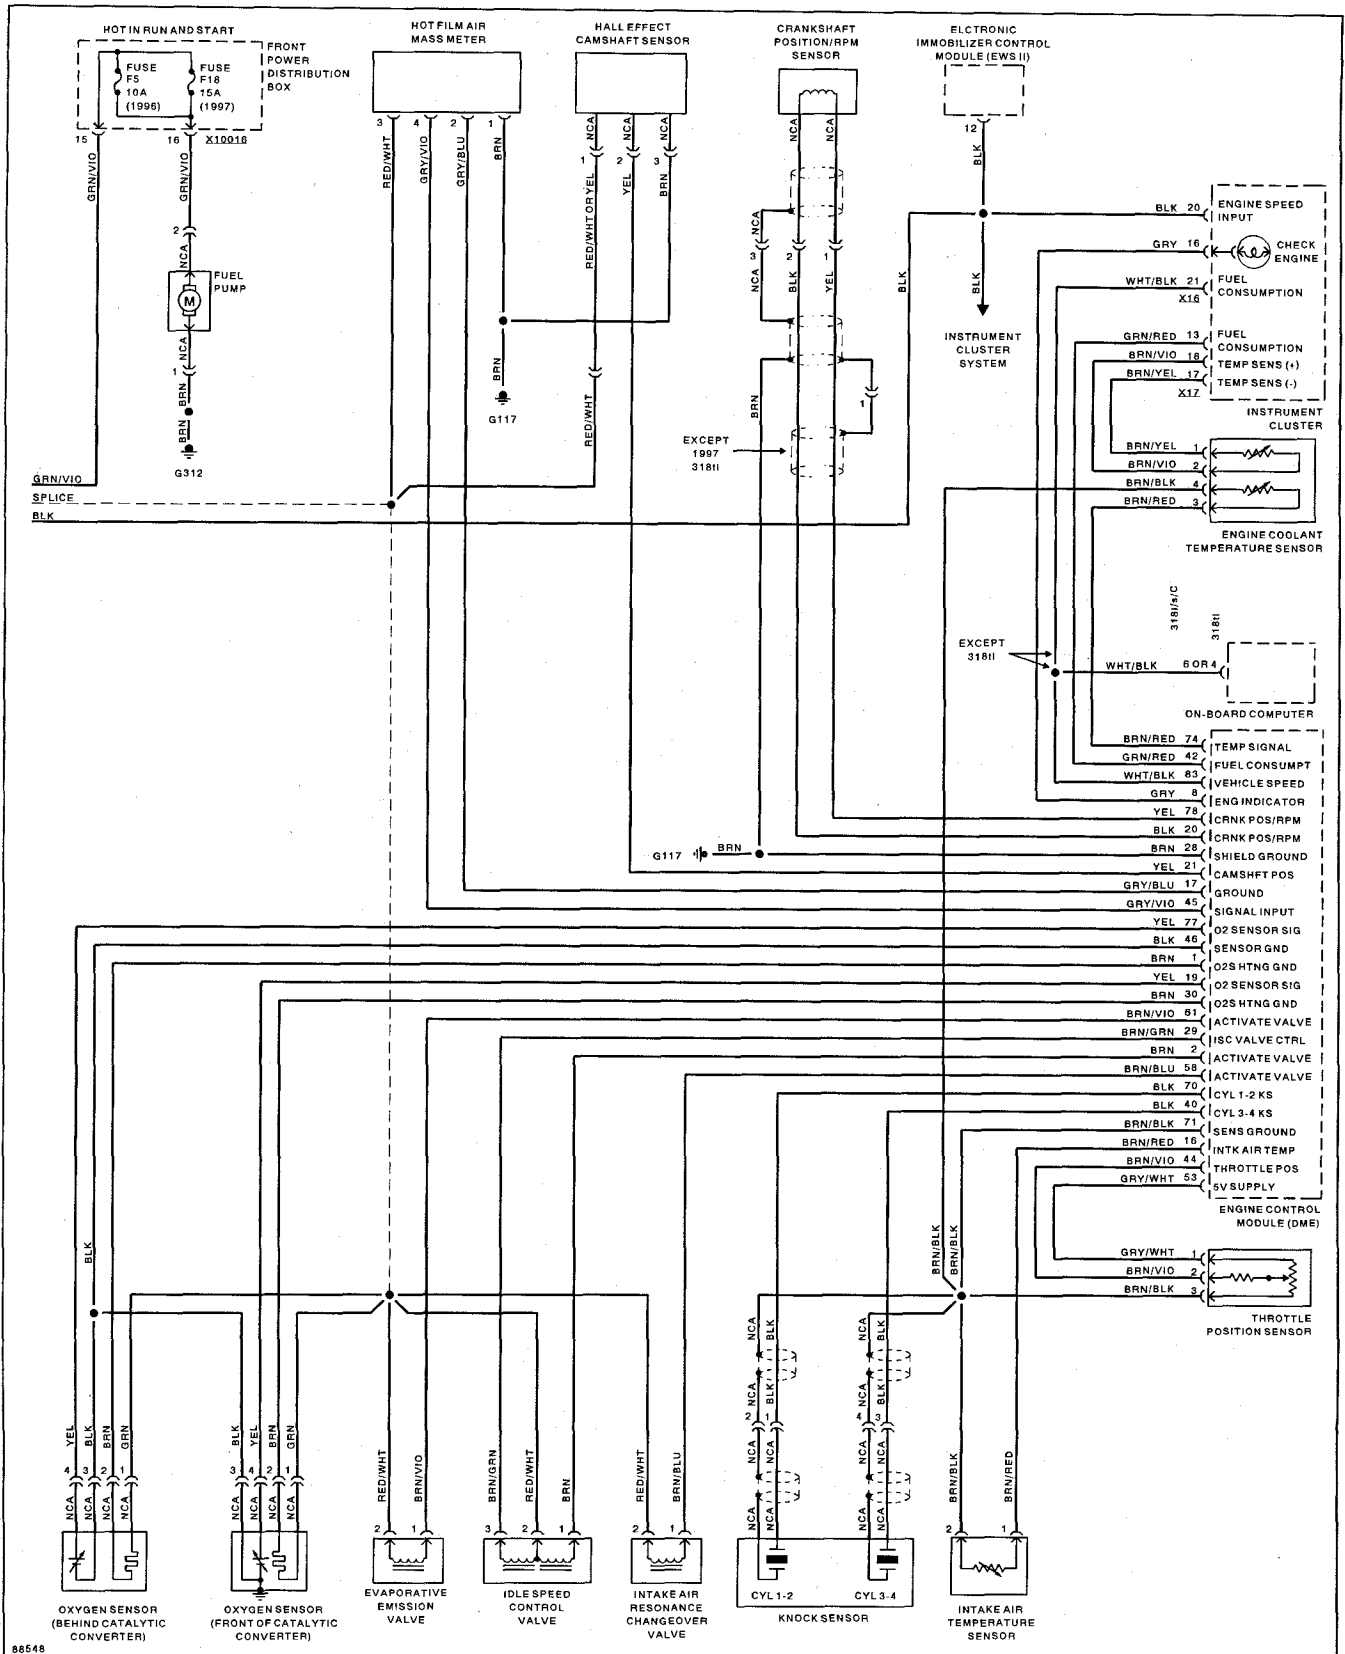 HOT IN RUN AND START
FRONT
POWER
DISTRIBUTION
BOX
FUSE
F5
10A
(1996)
FUSE
F18
15A
(1997)
15
16
X10016
GRN/VIO
GRN/VIO
2
NCA
FUEL
PUMP
M
NCA
1
BRN
BRN
G312
GRN/VIO
SPLICE
BLK
HOT FILM AIR
MASS METER
3
4
2
1
RED/WHT
GRY/VIO
GRY/BLU
BRN
BRN
G117
HALL EFFECT
CAMSHAFT SENSOR
NCA
NCA
NCA
1
2
3
RED/WHT OR YEL
YEL
BRN
RED/WHT
CRANKSHAFT
POSITION/RPM
SENSOR
NCA
NCA
NCA
3
2
1
NCA
BLK
YEL
BRN
1
EXCEPT
1997
318ti
ELCTRONIC
IMMOBILIZER CONTROL
MODULE (EWS II)
12
BLK
BLK
BLK
INSTRUMENT
CLUSTER
SYSTEM
BLK 20 ENGINE SPEED
INPUT
GRY 16 CHECK
ENGINE
WHT/BLK 21 FUEL
CONSUMPTION
X16
GRN/RED 13 FUEL
CONSUMPTION
BRN/VIO 18 TEMP SENS (+)
BRN/YEL 17 TEMP SENS (-)
X17
INSTRUMENT
CLUSTER
BRN/YEL 1
BRN/VIO 2
BRN/BLK 4
BRN/RED 3
ENGINE COOLANT
TEMPERATURE SENSOR
318i/s/C
318ti
EXCEPT
318ti
WHT/BLK 6 OR 4
ON-BOARD COMPUTER
BRN/RED 74 TEMP SIGNAL
GRN/RED 42 FUEL CONSUMPT
WHT/BLK 83 VEHICLE SPEED
GRY 8 ENG INDICATOR
YEL 78 CRNK POS/RPM
BLK 20 CRNK POS/RPM
G117 BRN BRN 28 SHIELD GROUND
YEL 21 CAMSHFT POS
GRY/BLU 17 GROUND
GRY/VIO 45 SIGNAL INPUT
YEL 77 O2 SENSOR SIG
BLK 46 SENSOR GND
BRN 1 O2S HTNG GND
YEL 19 O2 SENSOR SIG
BRN 30 O2S HTNG GND
BRN/VIO 61 ACTIVATE VALVE
BRN/GRN 29 ISC VALVE CTRL
BRN 2 ACTIVATE VALVE
BRN/BLU 58 ACTIVATE VALVE
BLK 70 CYL 1-2 KS
BLK 40 CYL 3-4 KS
BRN/BLK 71 SENS GROUND
BRN/RED 16 INTK AIR TEMP
BRN/VIO 44 THROTTLE POS
GRY/WHT 53 5V SUPPLY
ENGINE CONTROL
MODULE (DME)
GRY/WHT 1
BRN/VIO 2
BRN/BLK 3
THROTTLE
POSITION SENSOR
BLK
BRN/BLK
BRN/BLK
YEL
BLK
BRN
GRN
4
3
2
1
NCA
NCA
NCA
NCA
OXYGEN SENSOR
(BEHIND CATALYTIC
CONVERTER)
BLK
YEL
BRN
GRN
3
4
2
1
NCA
NCA
NCA
NCA
OXYGEN SENSOR
(FRONT OF CATALYTIC
CONVERTER)
RED/WHT
BRN/VIO
2
1
EVAPORATIVE
EMISSION
VALVE
BRN/GRN
RED/WHT
BRN
3
2
1
IDLE SPEED
CONTROL
VALVE
RED/WHT
BRN/BLU
2
1
INTAKE AIR
RESONANCE
CHANGEOVER
VALVE
NCA
BLK
NCA
BLK
NCA
BLK
NCA
BLK
2
1
4
3
NCA
NCA
NCA
NCA
NCA
NCA
NCA
NCA
CYL 1-2
CYL 3-4
KNOCK SENSOR
BRN/BLK
BRN/RED
2
1
INTAKE AIR
TEMPERATURE
SENSOR
88548